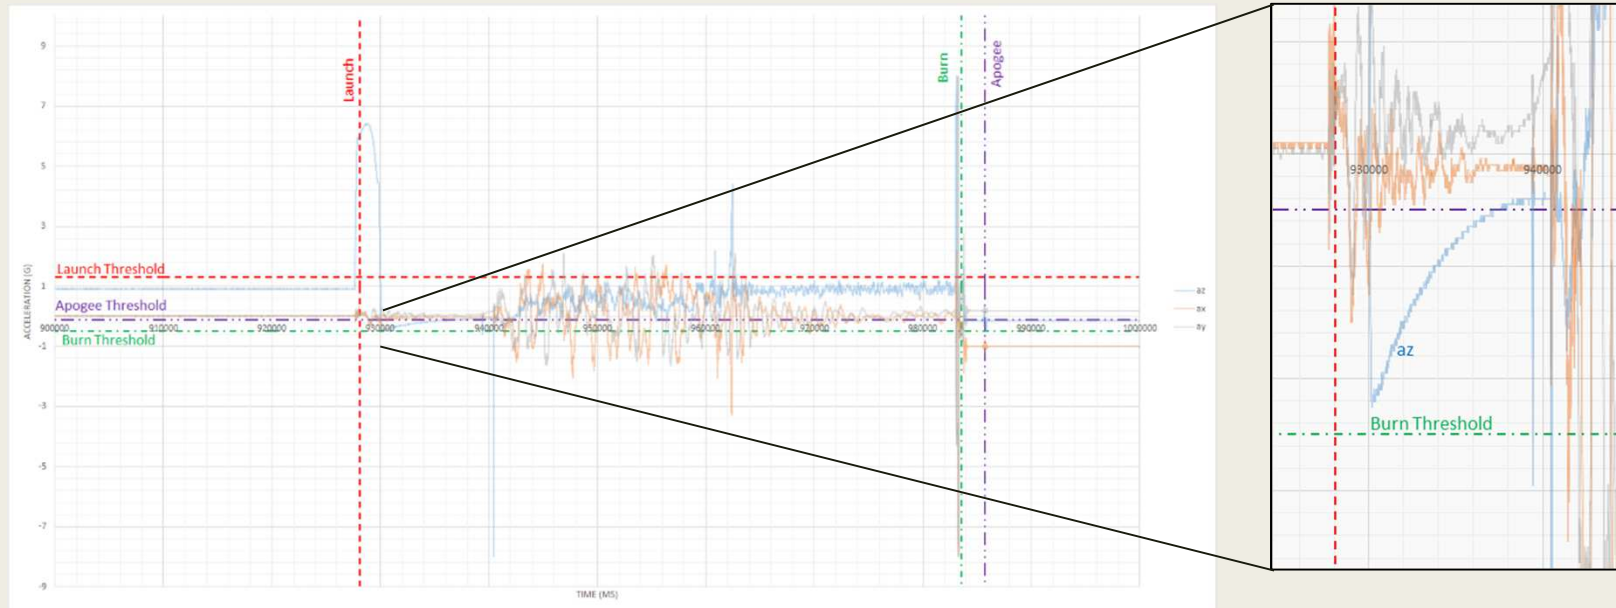 9
7
5
3
1
-1
-3
-5
-7
-9
ACCELERATION (G)
Launch
Burn
Apogee
Launch Threshold
Apogee Threshold
900000 910000 920000 930000 940000 950000 960000 970000 980000 990000 1000000
Burn Threshold
TIME (MS)
az
ax
ay
930000 940000
az
Burn Threshold